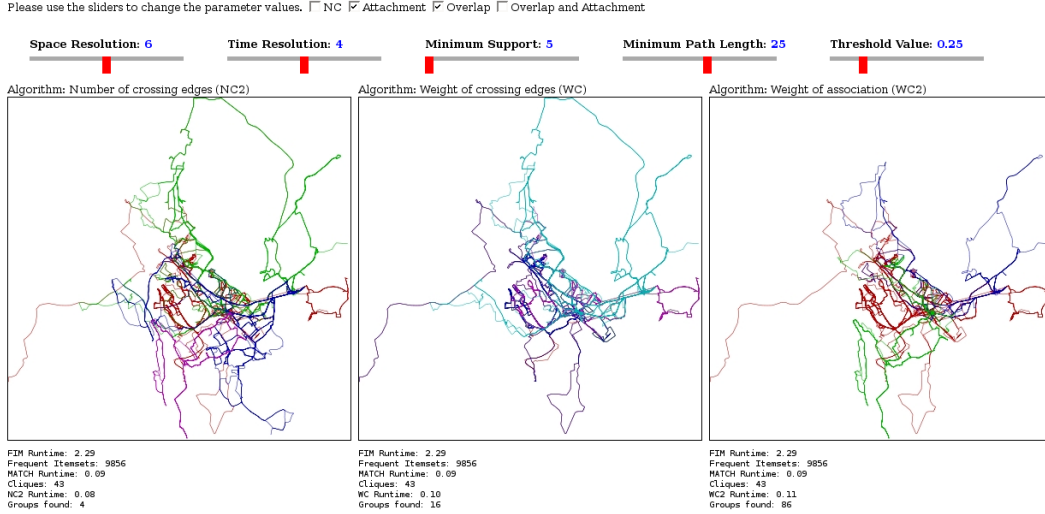 Please use the sliders to change the parameter values. NC Attachment Overlap Overlap and Attachment
Space Resolution: 6 Time Resolution: 4 Minimum Support: 5 Minimum Path Length: 25 Threshold Value: 0.25
Algorithm: Number of crossing edges (NC2)
FIM Runtime: 2.29
Frequent Itemsets: 9856
MATCH Runtime: 0.09
Cliques: 43
NC2 Runtime: 0.08
Groups found: 4
Algorithm: Weight of crossing edges (WC)
FIM Runtime: 2.29
Frequent Itemsets: 9856
MATCH Runtime: 0.09
Cliques: 43
WC Runtime: 0.10
Groups found: 16
Algorithm: Weight of association (WC2)
FIM Runtime: 2.29
Frequent Itemsets: 9856
MATCH Runtime: 0.09
Cliques: 43
WC2 Runtime: 0.11
Groups found: 86